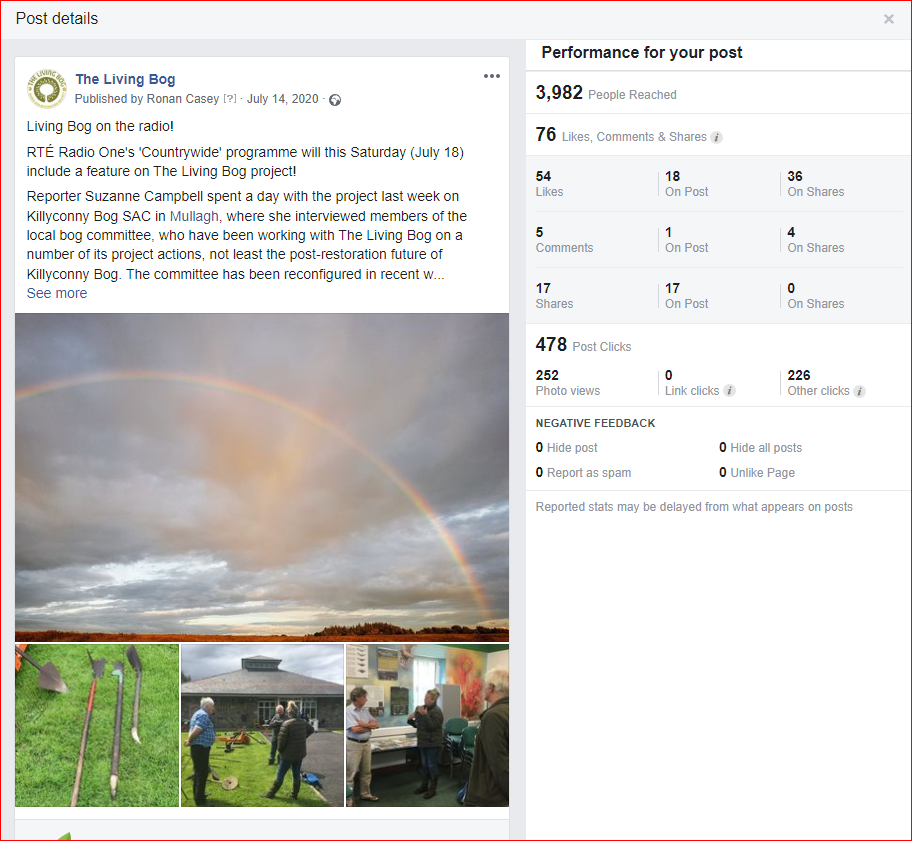 Post details
×
THE LIVING BOG
The Living Bog
Published by Ronan Casey [?] · July 14, 2020 ·
Living Bog on the radio!
RTÉ Radio One's 'Countrywide' programme will this Saturday (July 18)
include a feature on The Living Bog project!
Reporter Suzanne Campbell spent a day with the project last week on
Killyconny Bog SAC in Mullagh, where she interviewed members of the
local bog committee, who have been working with The Living Bog on a
number of its project actions, not least the post-restoration future of
Killyconny Bog. The committee has been reconfigured in recent w...
See more
Performance for your post
3,982 People Reached
76 Likes, Comments & Shares i
54 18 36
Likes On Post On Shares
5 1 4
Comments On Post On Shares
17 17 0
Shares On Post On Shares
478 Post Clicks
252 0 226
Photo views Link clicks i Other clicks i
NEGATIVE FEEDBACK
0 Hide post 0 Hide all posts
0 Report as spam 0 Unlike Page
Reported stats may be delayed from what appears on posts